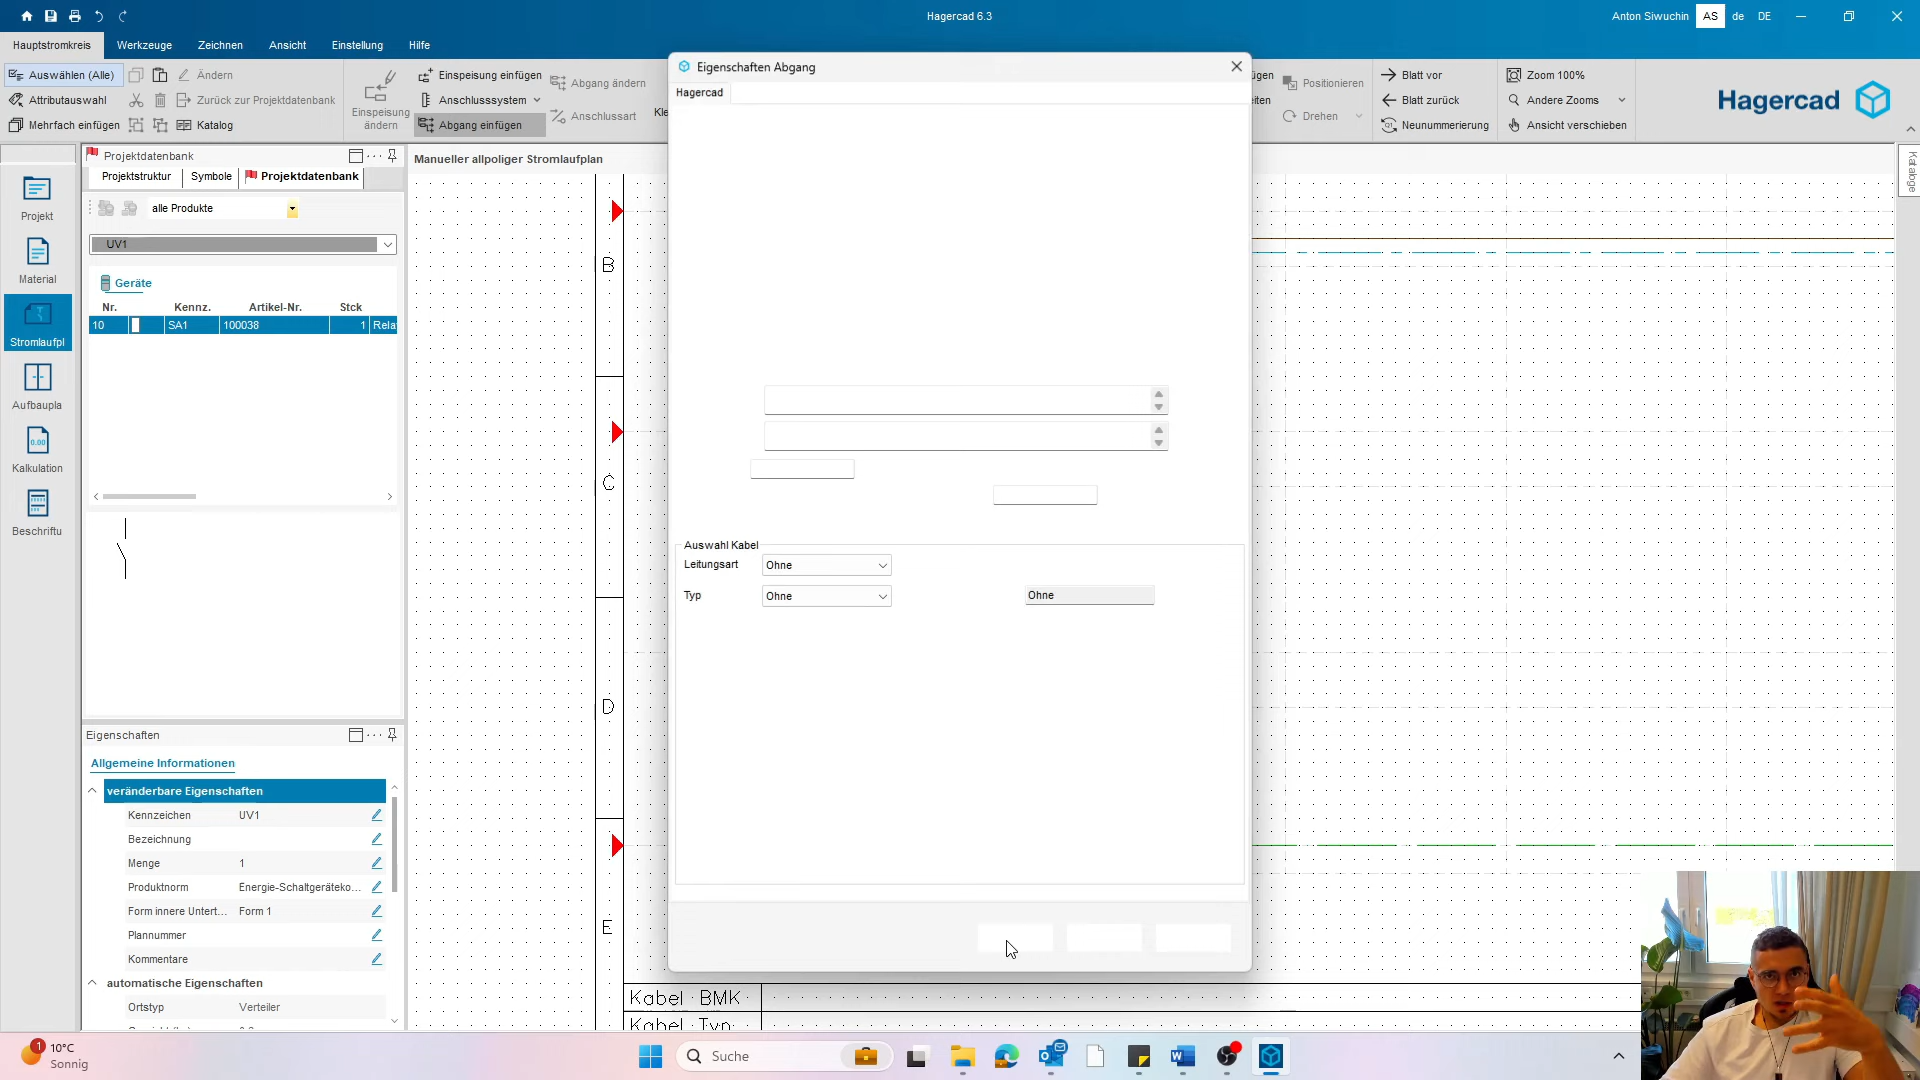 Hagercad 6.3
Anton Siwuchin AS de DE
Hauptstromkreis Werkzeuge Zeichnen Ansicht Einstellung Hilfe
Auswählen (Alle)
Attributauswahl
Mehrfach einfügen
Ändern
Zurück zur Projektdatenbank
Katalog
Einspeisung
ändern
Einspeisung einfügen
Anschlusssystem
Abgang einfügen
Abgang ändern
Anschlussart
Positionieren
Drehen
Blatt vor
Blatt zurück
Neunummerierung
Zoom 100%
Andere Zooms
Ansicht verschieben
Hagercad
Projekt
Material
Stromlaufpl
Aufbaupla
0.00
Kalkulation
Beschriftu
Projektdatenbank
Projektstruktur Symbole Projektdatenbank
alle Produkte
UV1
Geräte
Nr. Kennz. Artikel-Nr. Stck
10 SA1 100038 1 Rela
Eigenschaften
Allgemeine Informationen
veränderbare Eigenschaften
Kennzeichen UV1
Bezeichnung
Menge 1
Produktnorm Energie-Schaltgeräteko...
Form innere Untert... Form 1
Plannummer
Kommentare
automatische Eigenschaften
Ortstyp Verteiler
Manueller allpoliger Stromlaufplan
B
C
D
E
Kabel BMK
Kabel Typ
Eigenschaften Abgang
Hagercad
Auswahl Kabel
Leitungsart Ohne
Typ Ohne Ohne
Kataloge
1
10°C
Sonnig
Suche